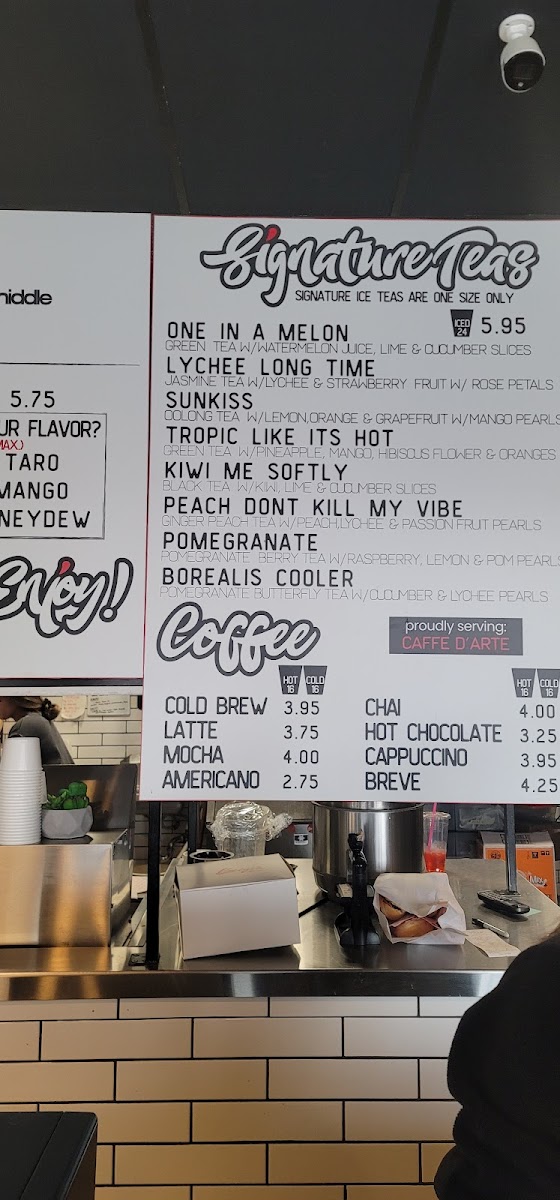 middle
5.75
UR FLAVOR?
MAX.)
TARO
MANGO
NEYDEW
Enjoy!
Signature Teas
SIGNATURE ICE TEAS ARE ONE SIZE ONLY
ICED 24 5.95
ONE IN A MELON
GREEN TEA W/WATERMELON JUICE, LIME & CUCUMBER SLICES
LYCHEE LONG TIME
JASMINE TEA W/LYCHEE & STRAWBERRY FRUIT W/ ROSE PETALS
SUNKISS
OOLONG TEA W/LEMON,ORANGE & GRAPEFRUIT W/MANGO PEARLS
TROPIC LIKE ITS HOT
GREEN TEA W/PINEAPPLE, MANGO, HIBISCUS FLOWER & ORANGES
KIWI ME SOFTLY
BLACK TEA W/KIWI, LIME & CUCUMBER SLICES
PEACH DONT KILL MY VIBE
GINGER PEACH TEA W/PEACH,LYCHEE & PASSION FRUIT PEARLS
POMEGRANATE
POMEGRANATE BERRY TEA W/RASPBERRY, LEMON & POM PEARLS
BOREALIS COOLER
POMEGRANATE BUTTERFLY TEA W/CUCUMBER & LYCHEE PEARLS
Coffee
proudly serving:
CAFFE D'ARTE
HOT 16 COLD 16
COLD BREW 3.95
LATTE 3.75
MOCHA 4.00
AMERICANO 2.75
HOT 16 COLD 16
CHAI 4.00
HOT CHOCOLATE 3.25
CAPPUCCINO 3.95
BREVE 4.25